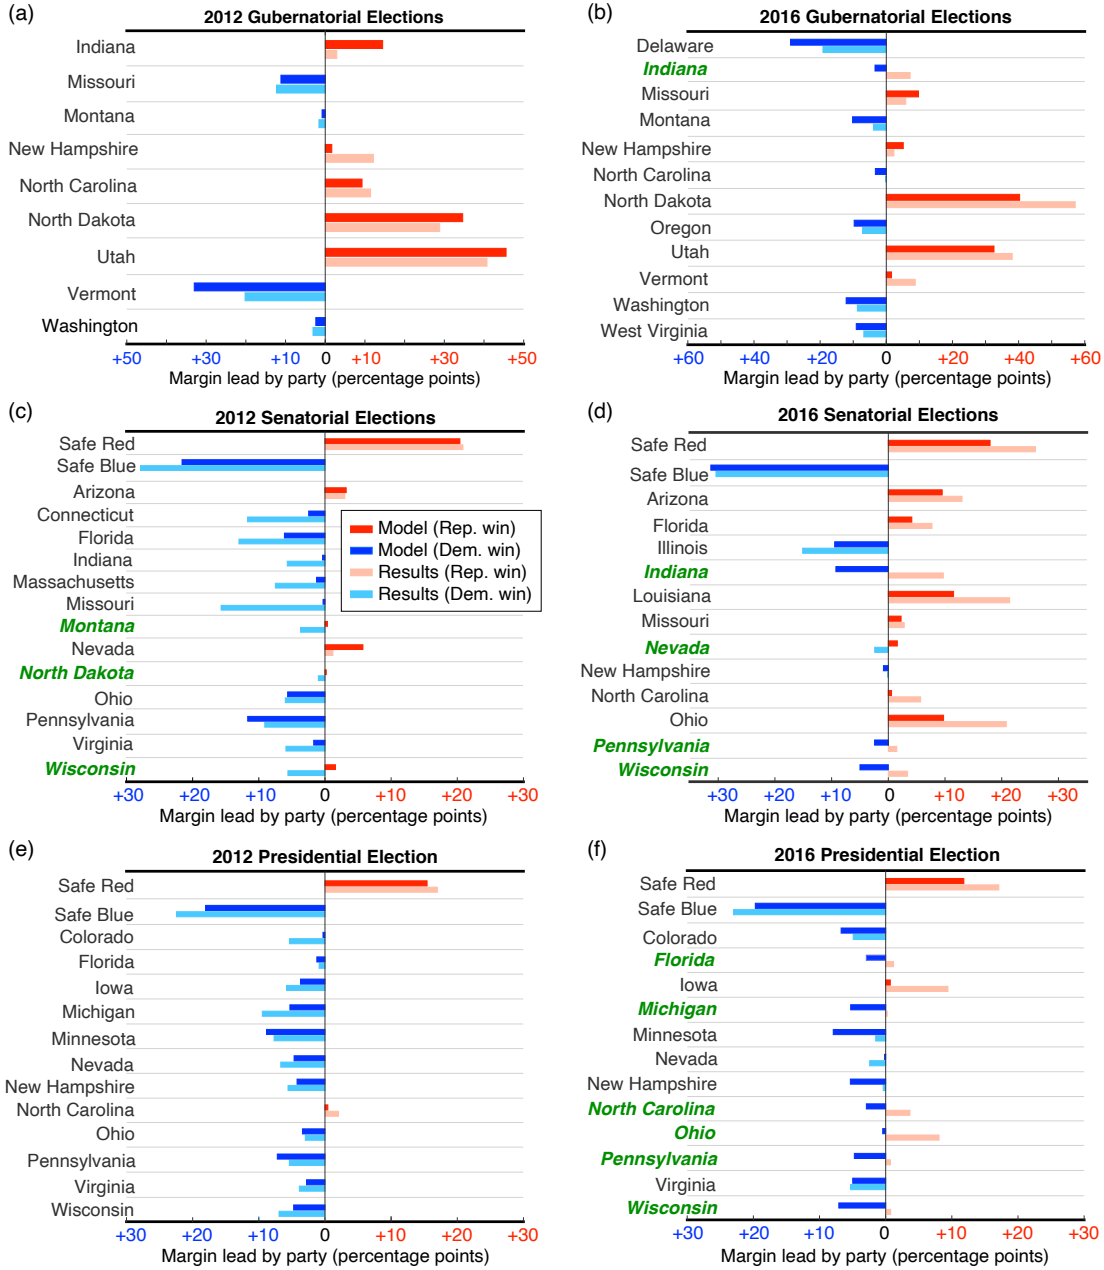 (a)
2012 Gubernatorial Elections
Indiana
Missouri
Montana
New Hampshire
North Carolina
North Dakota
Utah
Vermont
Washington
+50 +30 +10 0 +10 +30 +50
Margin lead by party (percentage points)
(b)
2016 Gubernatorial Elections
Delaware
Indiana
Missouri
Montana
New Hampshire
North Carolina
North Dakota
Oregon
Utah
Vermont
Washington
West Virginia
+60 +40 +20 0 +20 +40 +60
Margin lead by party (percentage points)
(c)
2012 Senatorial Elections
Safe Red
Safe Blue
Arizona
Connecticut
Florida
Indiana
Massachusetts
Missouri
Montana
Nevada
North Dakota
Ohio
Pennsylvania
Virginia
Wisconsin
Model (Rep. win)
Model (Dem. win)
Results (Rep. win)
Results (Dem. win)
+30 +20 +10 0 +10 +20 +30
Margin lead by party (percentage points)
(d)
2016 Senatorial Elections
Safe Red
Safe Blue
Arizona
Florida
Illinois
Indiana
Louisiana
Missouri
Nevada
New Hampshire
North Carolina
Ohio
Pennsylvania
Wisconsin
+30 +20 +10 0 +10 +20 +30
Margin lead by party (percentage points)
(e)
2012 Presidential Election
Safe Red
Safe Blue
Colorado
Florida
Iowa
Michigan
Minnesota
Nevada
New Hampshire
North Carolina
Ohio
Pennsylvania
Virginia
Wisconsin
+30 +20 +10 0 +10 +20 +30
Margin lead by party (percentage points)
(f)
2016 Presidential Election
Safe Red
Safe Blue
Colorado
Florida
Iowa
Michigan
Minnesota
Nevada
New Hampshire
North Carolina
Ohio
Pennsylvania
Virginia
Wisconsin
+30 +20 +10 0 +10 +20 +30
Margin lead by party (percentage points)